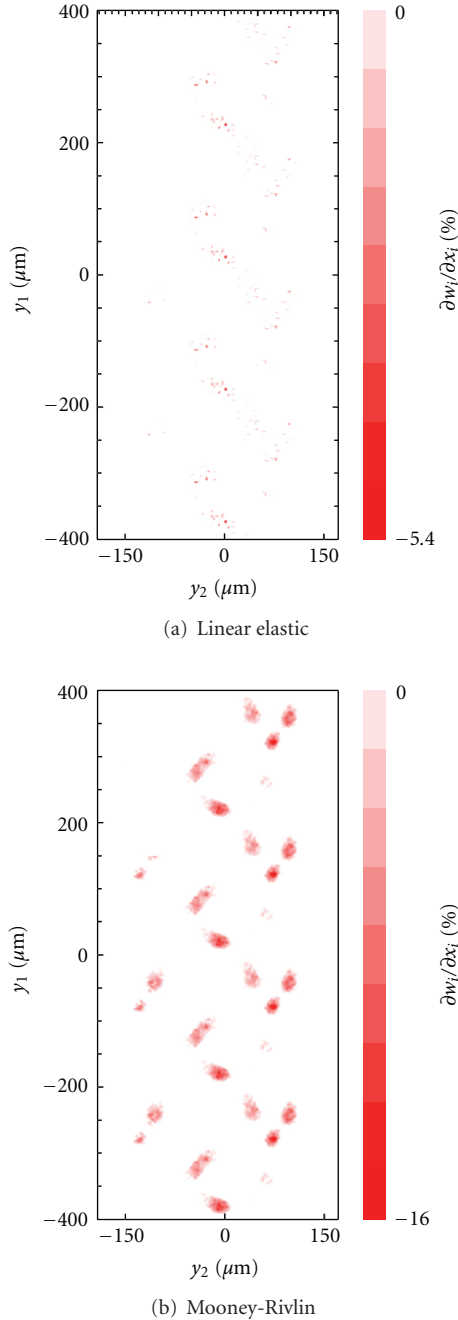 400
200
0
−200
−400
y1 (μm)
−150
0
150
y2 (μm)
0
−5.4
∂wi/∂xi (%)
(a) Linear elastic
400
200
0
−200
−400
y1 (μm)
−150
0
150
y2 (μm)
0
−16
∂wi/∂xi (%)
(b) Mooney-Rivlin